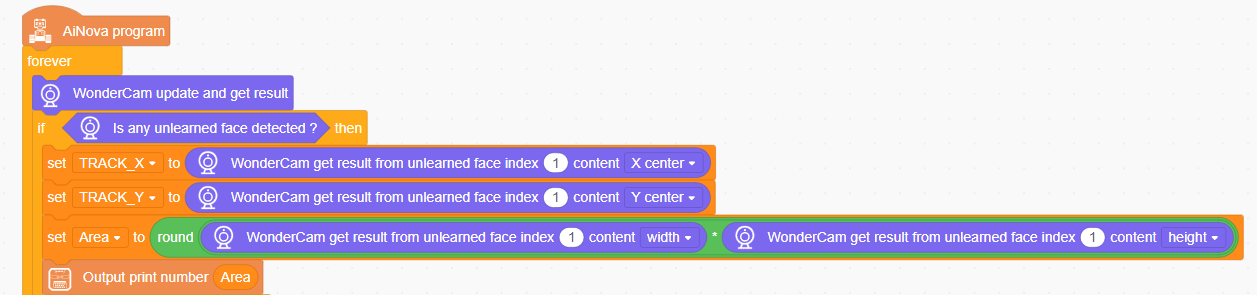 AiNova program
forever
WonderCam update and get result
if Is any unlearned face detected ? then
set TRACK_X to WonderCam get result from unlearned face index 1 content X center
set TRACK_Y to WonderCam get result from unlearned face index 1 content Y center
set Area to round WonderCam get result from unlearned face index 1 content width * WonderCam get result from unlearned face index 1 content height
Output print number Area